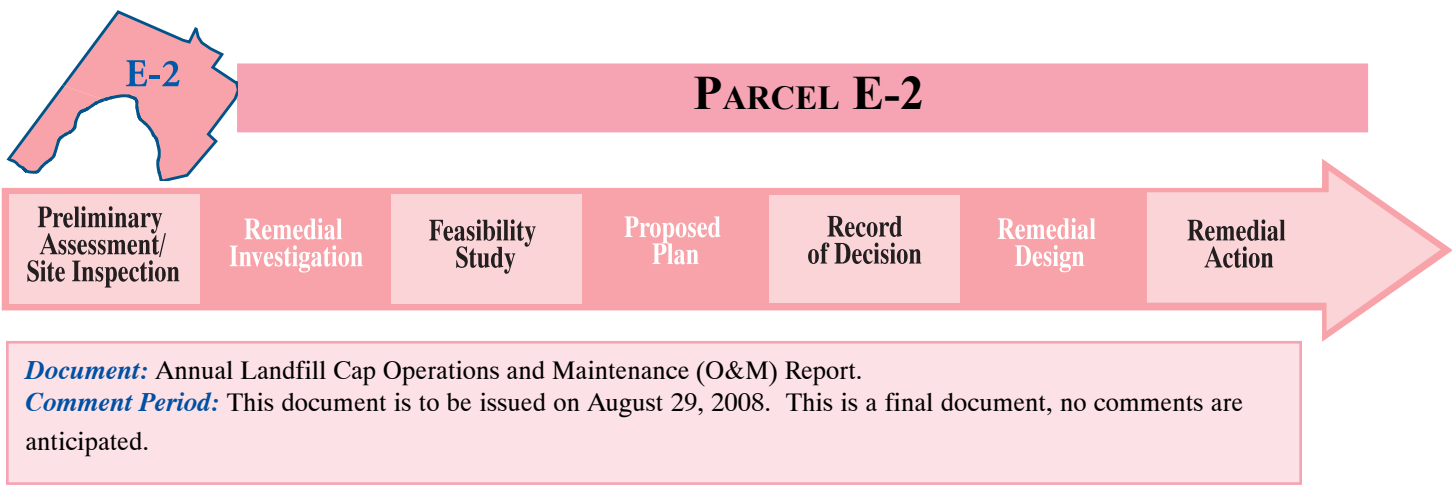 E-2
PARCEL E-2
Preliminary
Assessment/
Site Inspection
Remedial
Investigation
Feasibility
Study
Proposed
Plan
Record
of Decision
Remedial
Design
Remedial
Action
Document: Annual Landfill Cap Operations and Maintenance (O&M) Report.
Comment Period: This document is to be issued on August 29, 2008. This is a final document, no comments are
anticipated.